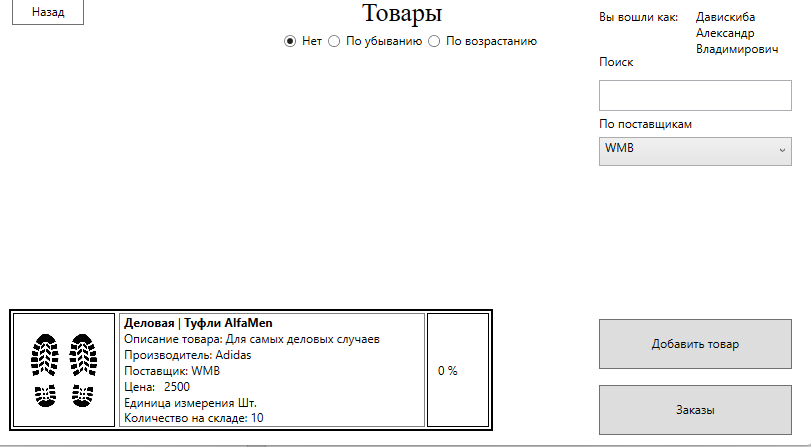 Назад
Товары
Нет По убыванию По возрастанию
Вы вошли как: Давискиба
Александр
Владимирович
Поиск
По поставщикам
WMB
Деловая | Туфли AlfaMen
Описание товара: Для самых деловых случаев
Производитель: Adidas
Поставщик: WMB
Цена: 2500
Единица измерения Шт.
Количество на складе: 10
0 %
Добавить товар
Заказы